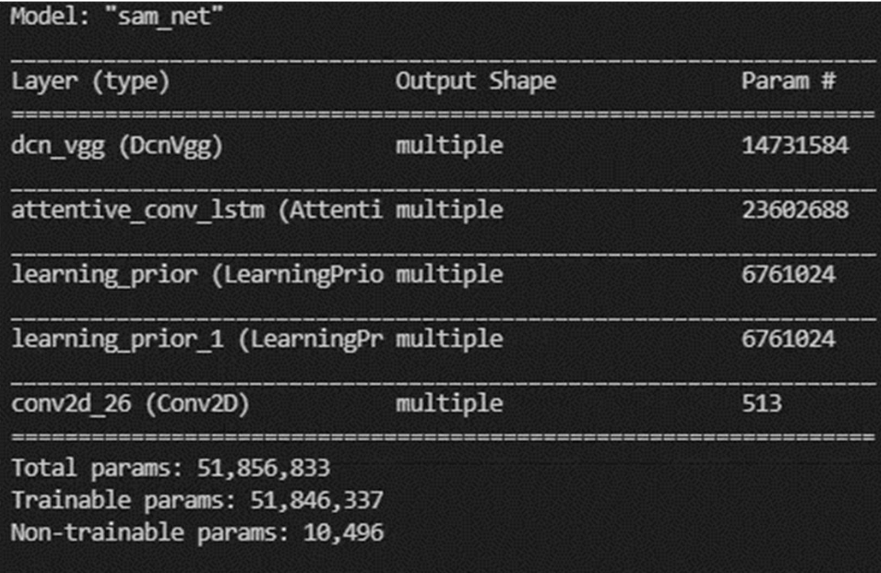 Model: "sam_net"
Layer (type) Output Shape Param #
dcn_vgg (DcnVgg) multiple 14731584
attentive_conv_lstm (Attenti multiple 23602688
learning_prior (LearningPrio multiple 6761024
learning_prior_1 (LearningPr multiple 6761024
conv2d_26 (Conv2D) multiple 513
Total params: 51,856,833
Trainable params: 51,846,337
Non-trainable params: 10,496